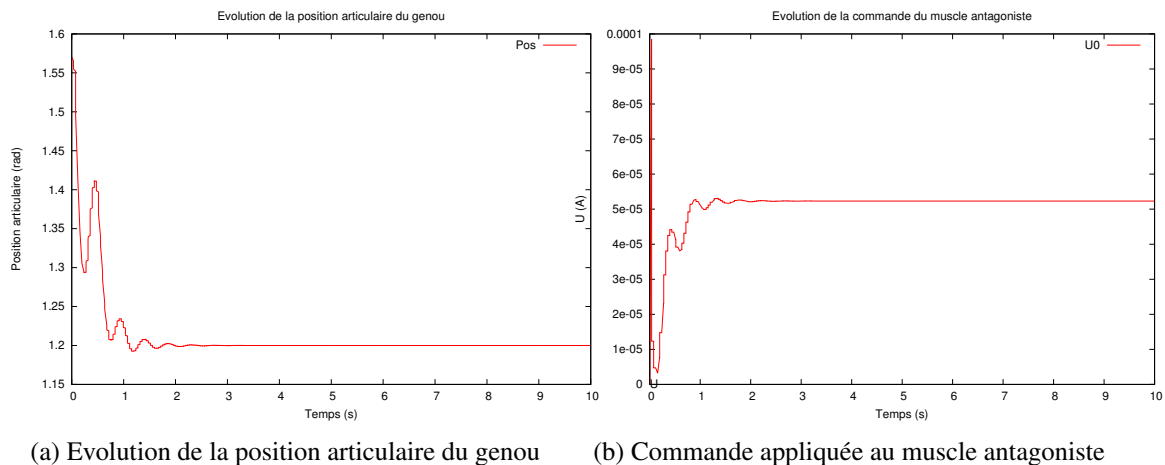 Evolution de la position articulaire du genou
Pos
Position articulaire (rad)
1.6
1.55
1.5
1.45
1.4
1.35
1.3
1.25
1.2
1.15
0 1 2 3 4 5 6 7 8 9 10
Temps (s)
(a) Evolution de la position articulaire du genou
Evolution de la commande du muscle antagoniste
U0
U (A)
0.0001
9e-05
8e-05
7e-05
6e-05
5e-05
4e-05
3e-05
2e-05
1e-05
0
0 1 2 3 4 5 6 7 8 9 10
Temps (s)
(b) Commande appliquée au muscle antagoniste